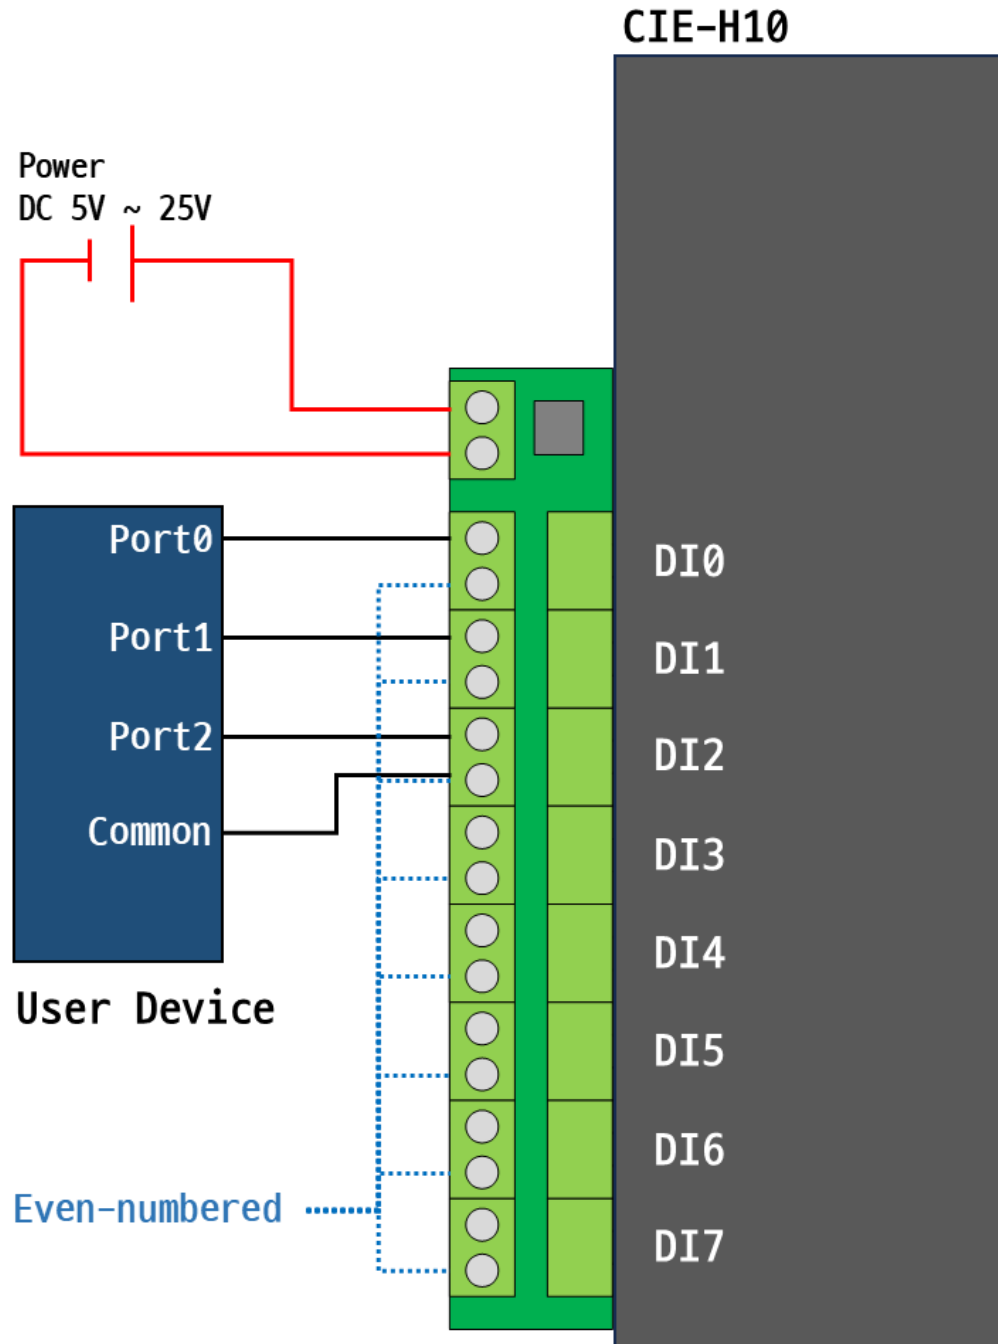 CIE-H10
Power
DC 5V ~ 25V
Port0
DI0
Port1
DI1
Port2
DI2
Common
DI3
DI4
User Device
DI5
DI6
Even-numbered
DI7